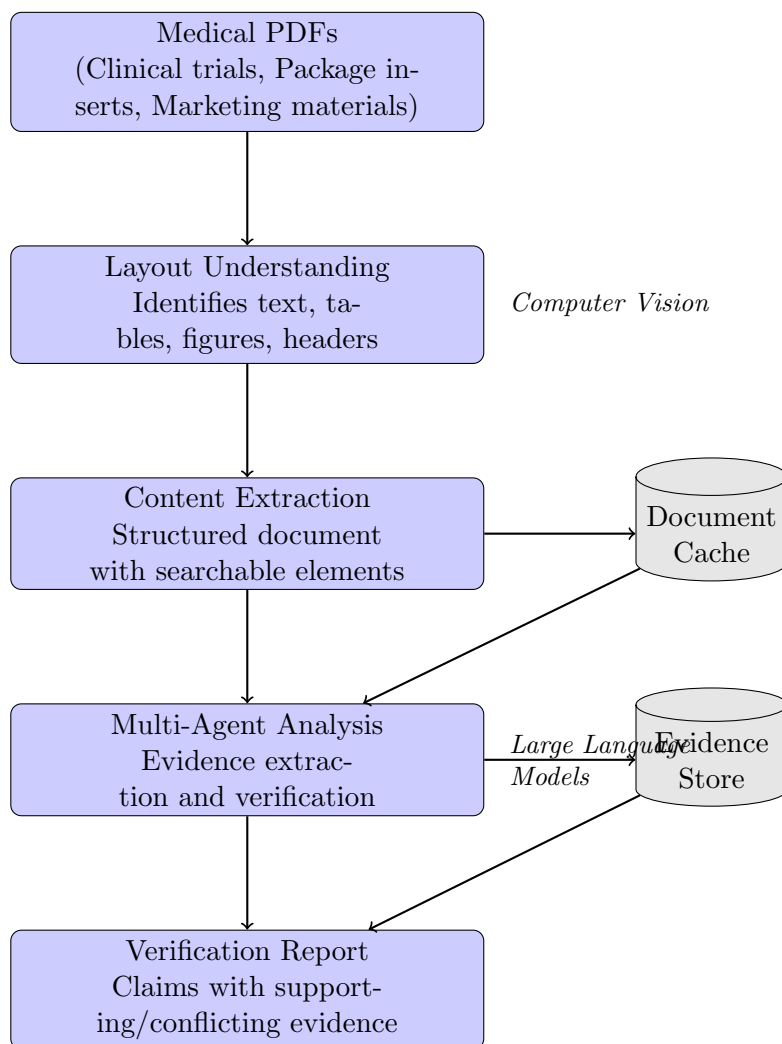 Medical PDFs
(Clinical trials, Package in-
serts, Marketing materials)
Layout Understanding
Identifies text, ta-
bles, figures, headers
Computer Vision
Content Extraction
Structured document
with searchable elements
Document
Cache
Multi-Agent Analysis
Evidence extrac-
tion and verification
Large Language
Models
Evidence
Store
Verification Report
Claims with support-
ing/conflicting evidence